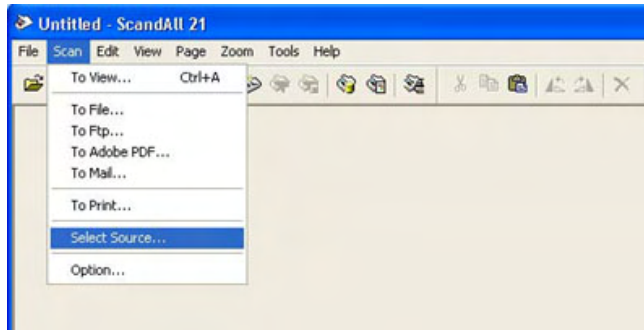 Untitled - ScandAll 21
File Scan Edit View Page Zoom Tools Help
To View... Ctrl+A
To File...
To Ftp...
To Adobe PDF...
To Mail...
To Print...
Select Source...
Option...